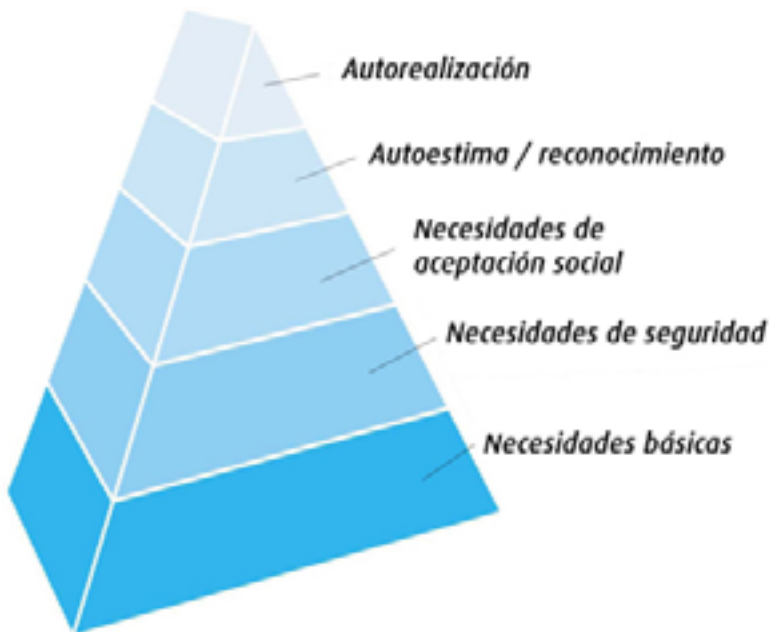 Autorealización
Autoestima / reconocimiento
Necesidades de
aceptación social
Necesidades de seguridad
Necesidades básicas